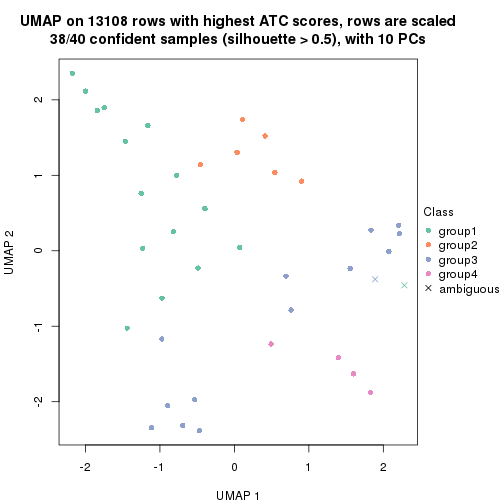 UMAP on 13108 rows with highest ATC scores, rows are scaled
38/40 confident samples (silhouette > 0.5), with 10 PCs
UMAP 2
2
1
0
-1
-2
-2
-1
0
1
2
UMAP 1
Class
group1
group2
group3
group4
ambiguous